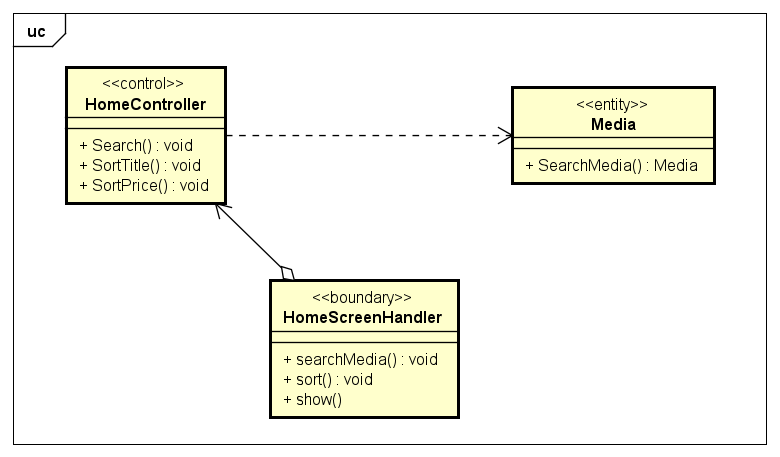 uc
<<control>>
HomeController
+ Search() : void
+ SortTitle() : void
+ SortPrice() : void
<<entity>>
Media
+ SearchMedia() : Media
<<boundary>>
HomeScreenHandler
+ searchMedia() : void
+ sort() : void
+ show()